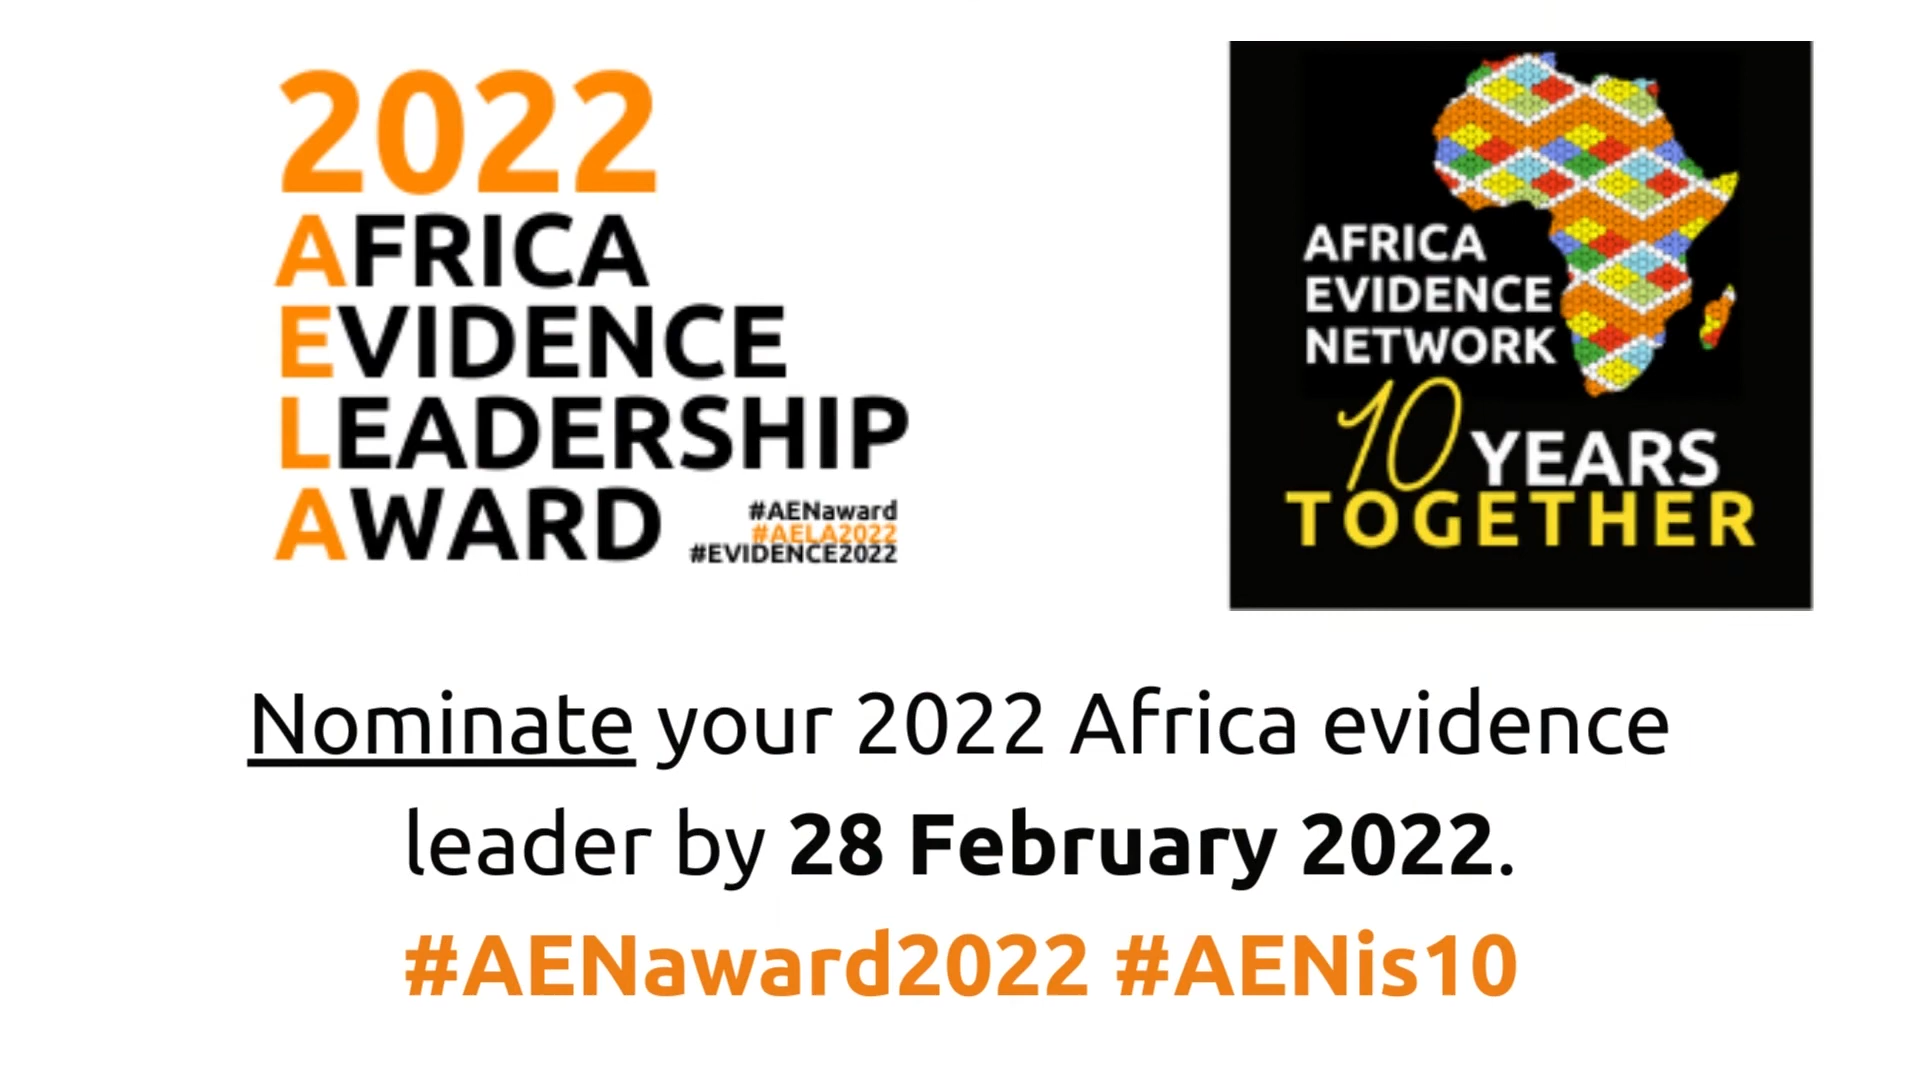 2022
AFRICA
EVIDENCE
LEADERSHIP
AWARD
#AENaward
#AELA2022
#EVIDENCE2022
AFRICA
EVIDENCE
NETWORK
10 YEARS
TOGETHER
Nominate your 2022 Africa evidence
leader by 28 February 2022.
#AENaward2022 #AENis10